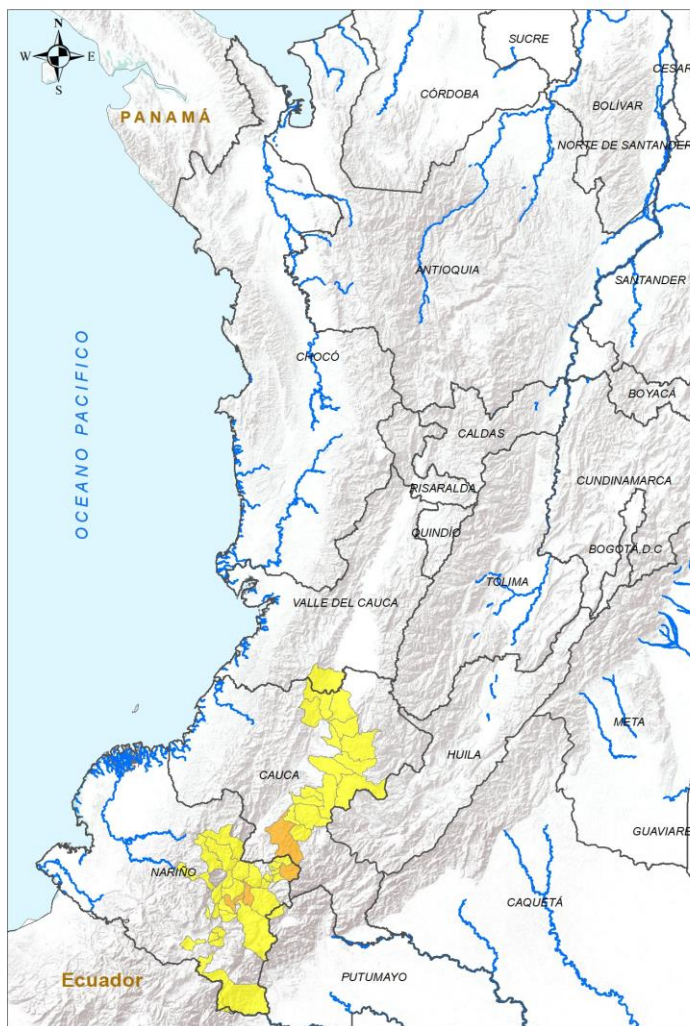 N
W E
S
SUCRE
CESAR
CÓRDOBA
BOLÍVAR
PANAMÁ
NORTE DE SANTANDER
ANTIOQUIA
SANTANDER
OCEANO PACIFICO
CHOCÓ
BOYACÁ
CALDAS
CUNDINAMARCA
RISARALDA
QUINDÍO
BOGOTÁ, D.C
TOLIMA
VALLE DEL CAUCA
META
HUILA
CAUCA
GUAVIARE
NARIÑO
CAQUETÁ
Ecuador
PUTUMAYO